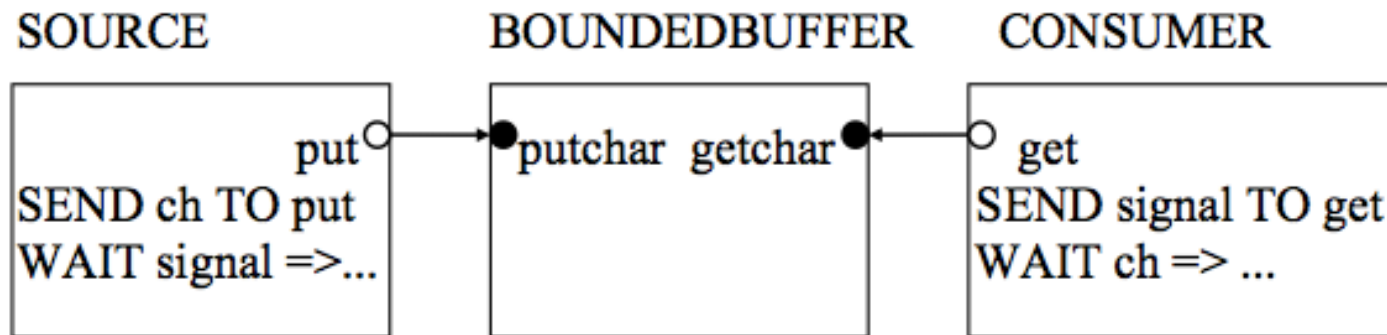 SOURCE BOUNDEDBUFFER CONSUMER
put putchar getchar get
SEND ch TO put SEND signal TO get
WAIT signal =>... WAIT ch => ...